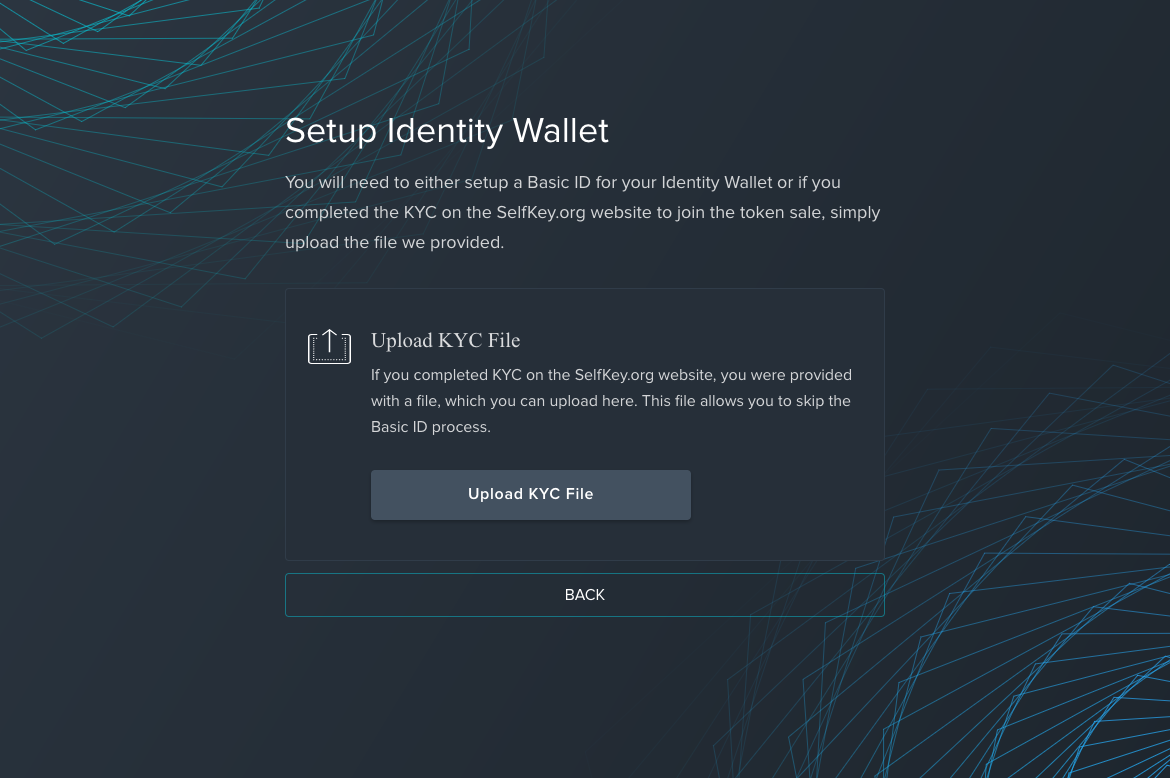 Setup Identity Wallet
You will need to either setup a Basic ID for your Identity Wallet or if you
completed the KYC on the SelfKey.org website to join the token sale, simply
upload the file we provided.
Upload KYC File
If you completed KYC on the SelfKey.org website, you were provided
with a file, which you can upload here. This file allows you to skip the
Basic ID process.
Upload KYC File
BACK